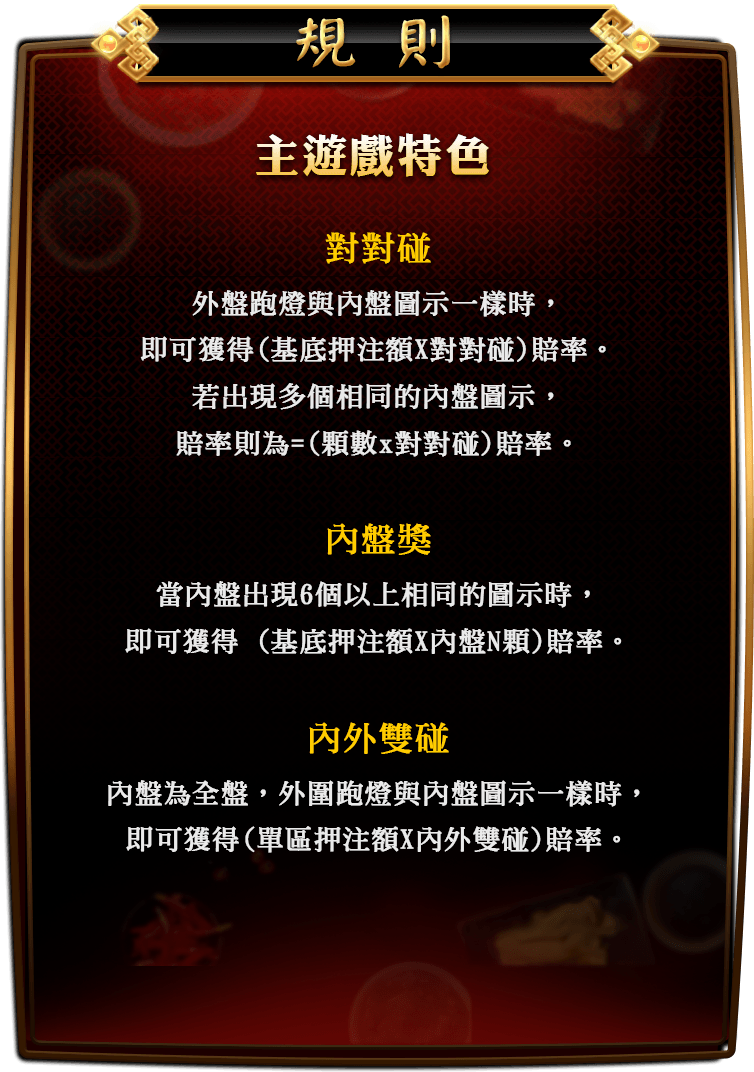 規則
主遊戲特色
對對碰
外盤跑燈與內盤圖示一樣時，
即可獲得(基底押注額X對對碰)賠率。
若出現多個相同的內盤圖示，
賠率則為=(顆數x對對碰)賠率。
內盤獎
當內盤出現6個以上相同的圖示時，
即可獲得 (基底押注額X內盤N顆)賠率。
內外雙碰
內盤為全盤，外圍跑燈與內盤圖示一樣時，
即可獲得(單區押注額X內外雙碰)賠率。